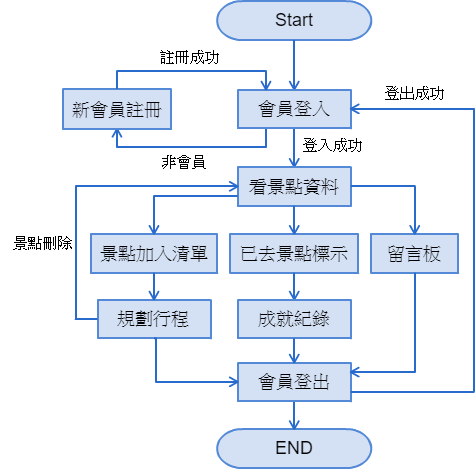 Start
註冊成功
新會員註冊
會員登入
登出成功
非會員
登入成功
看景點資料
景點刪除
景點加入清單
已去景點標示
留言板
規劃行程
成就紀錄
會員登出
END